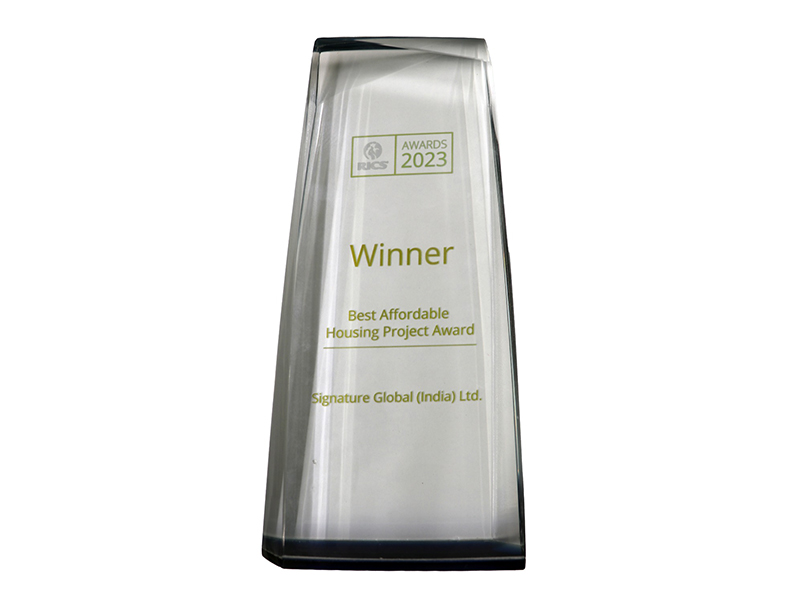 RICS
AWARDS
2023
Winner
Best Affordable
Housing Project Award
Signature Global (India) Ltd.